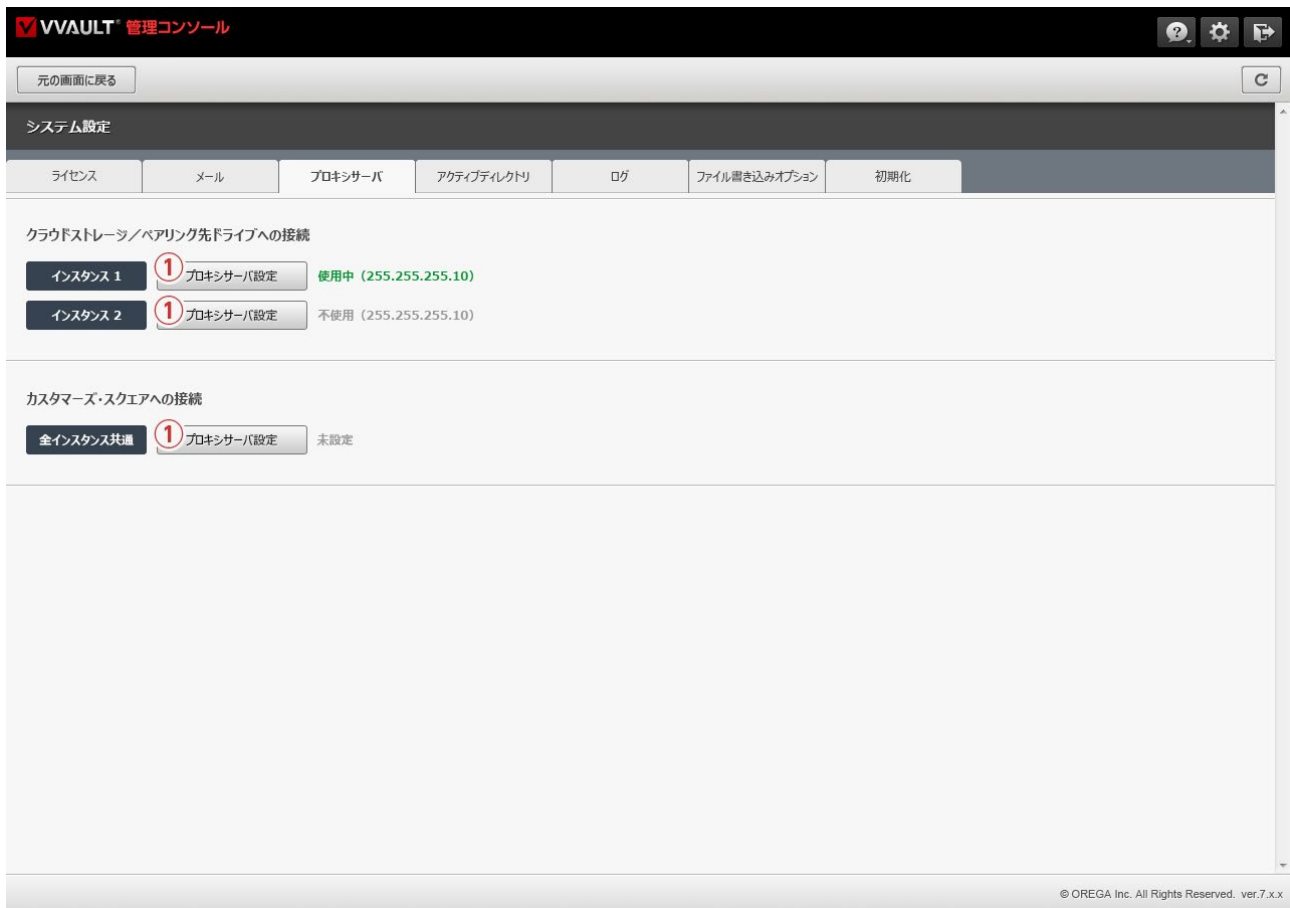 VVAULT® 管理コンソール
元の画面に戻る
システム設定
ライセンス メール プロキシサーバ アクティブディレクトリ ログ ファイル書き込みオプション 初期化
クラウドストレージ／ペアリング先ドライブへの接続
インスタンス 1 ① プロキシサーバ設定 使用中（255.255.255.10）
インスタンス 2 ① プロキシサーバ設定 不使用（255.255.255.10）
カスタマーズ・スクエアへの接続
全インスタンス共通 ① プロキシサーバ設定 未設定
© OREGA Inc. All Rights Reserved. ver.7.x.x